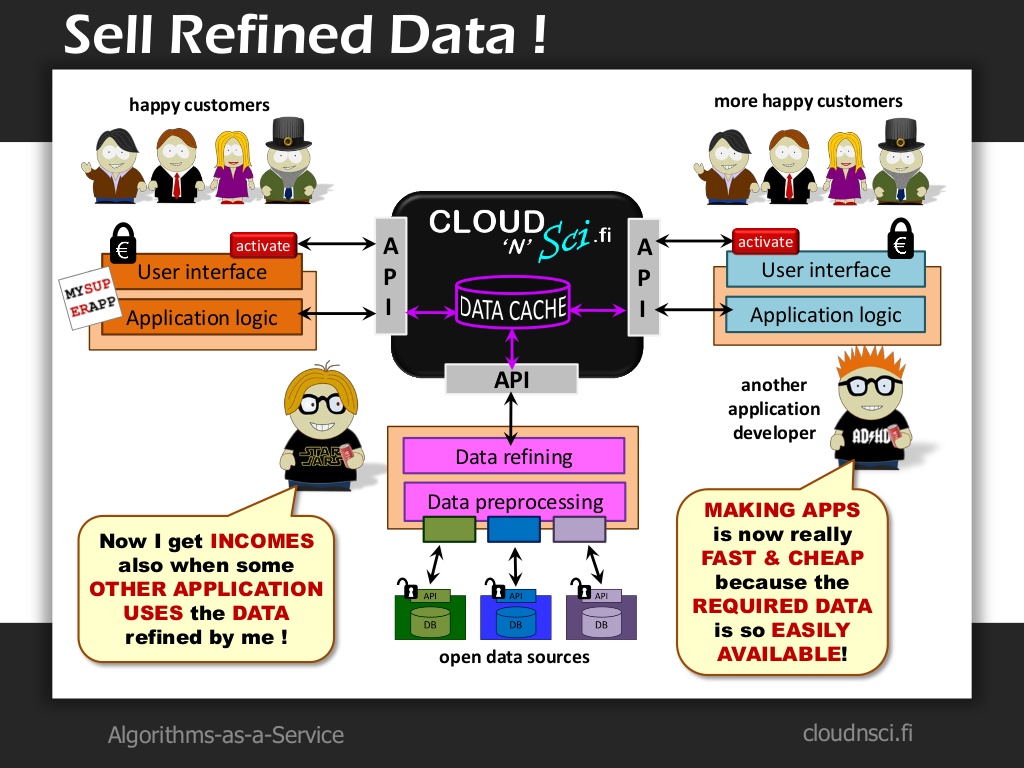 Sell Refined Data !
happy customers
more happy customers
CLOUD
'N' Sci.fi
€
activate
User interface
Application logic
MYSUP
ERAPP
A
P
I
DATA CACHE
A
P
I
API
activate
€
User interface
Application logic
another
application
developer
STAR
JARS
AD/HD
Data refining
Data preprocessing
Now I get INCOMES
also when some
OTHER APPLICATION
USES the DATA
refined by me !
MAKING APPS
is now really
FAST & CHEAP
because the
REQUIRED DATA
is so EASILY
AVAILABLE!
API
DB
API
DB
API
DB
open data sources
Algorithms-as-a-Service
cloudnsci.fi